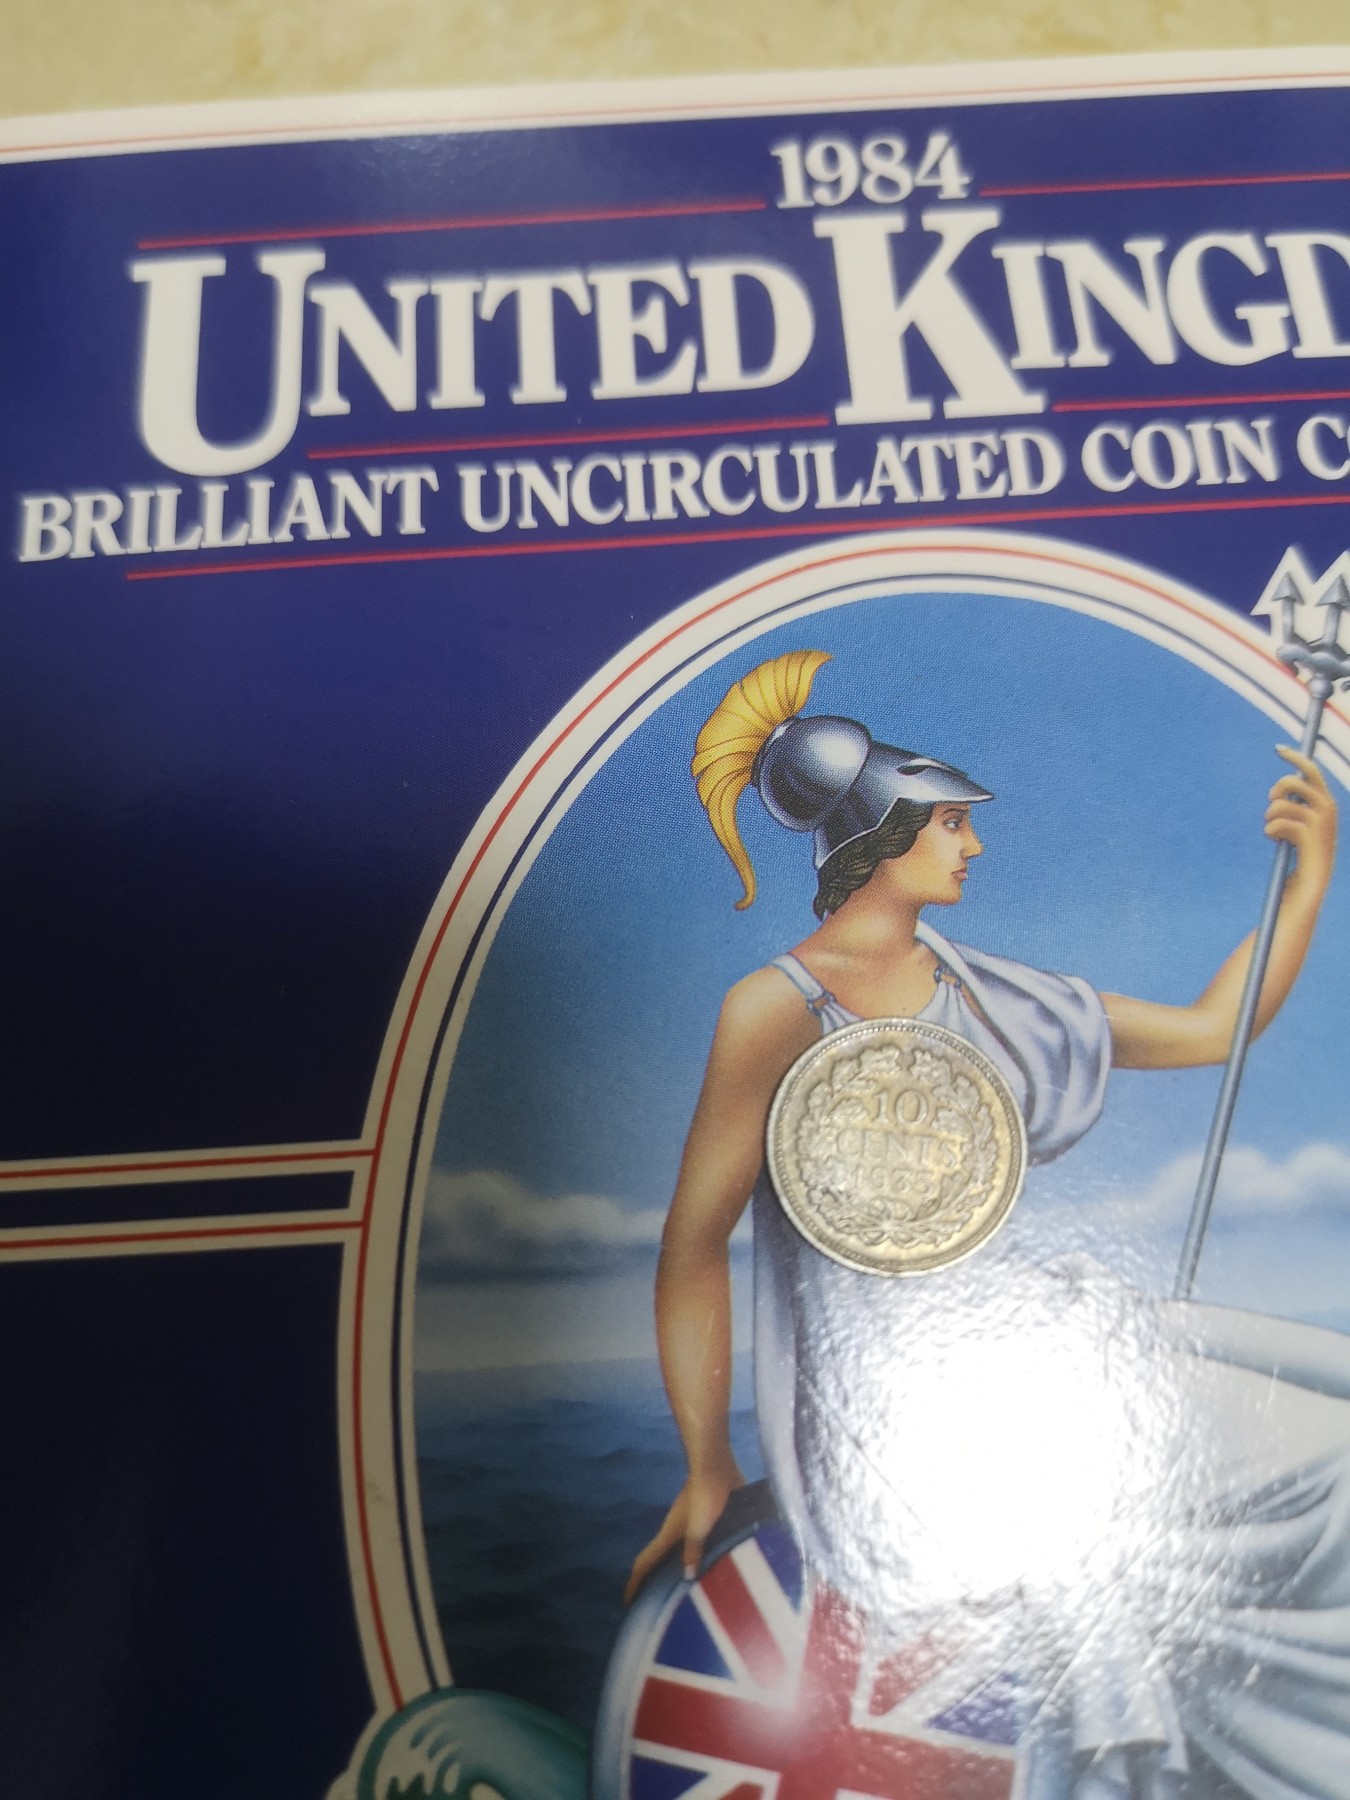 1984
UNITED KINGD
BRILLIANT UNCIRCULATED COIN C
10
CENTS